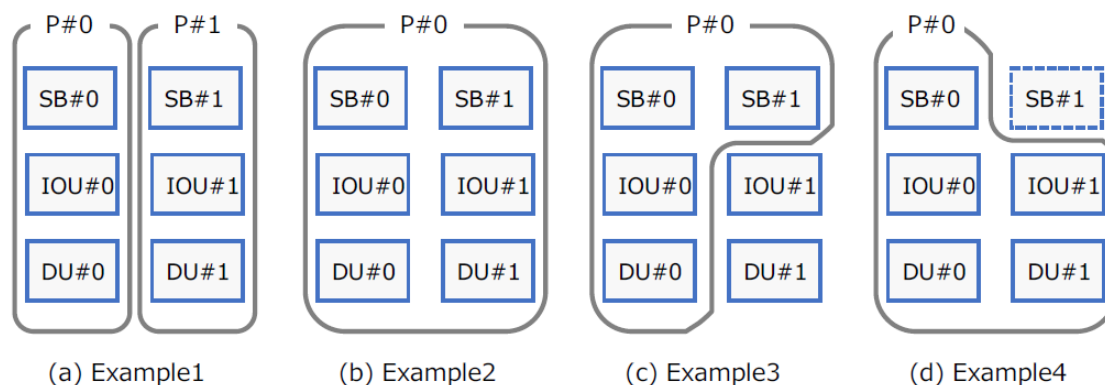 P#0 P#1 P#0 P#0 P#0
SB#0 SB#1 SB#0 SB#1 SB#0 SB#1 SB#0 SB#1
IOU#0 IOU#1 IOU#0 IOU#1 IOU#0 IOU#1 IOU#0 IOU#1
DU#0 DU#1 DU#0 DU#1 DU#0 DU#1 DU#0 DU#1
(a) Example1 (b) Example2 (c) Example3 (d) Example4